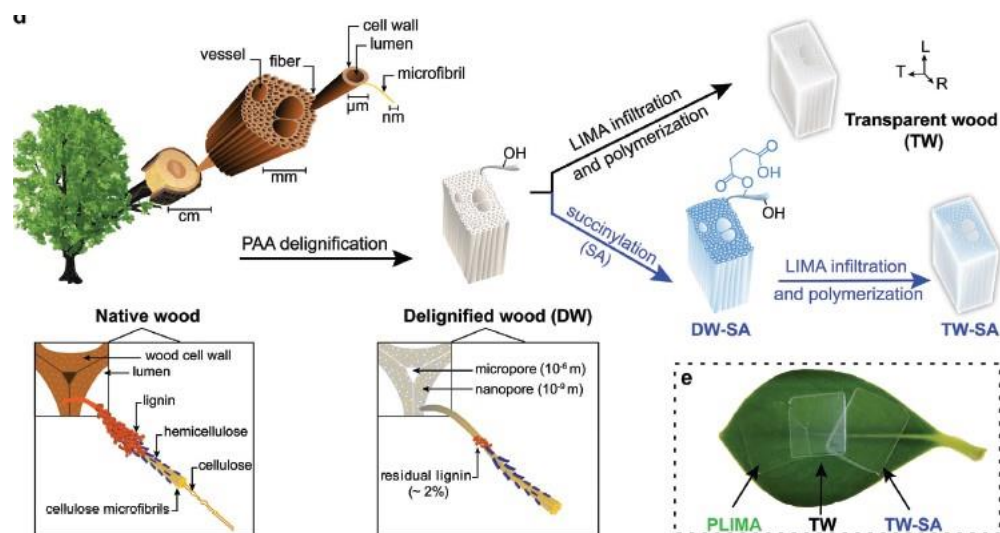 d
cell wall
lumen
vessel
fiber
microfibril
µm
nm
mm
cm
PAA delignification
OH
LIMA infiltration
and polymerization
L
T
R
Transparent wood
(TW)
succinylation
(SA)
O
OH
O
O
OH
DW-SA
LIMA infiltration
and polymerization
TW-SA
Native wood
wood cell wall
lumen
lignin
hemicellulose
cellulose
cellulose microfibrils
Delignified wood (DW)
micropore (10⁻⁶ m)
nanopore (10⁻⁹ m)
residual lignin
(~ 2%)
e
PLIMA
TW
TW-SA